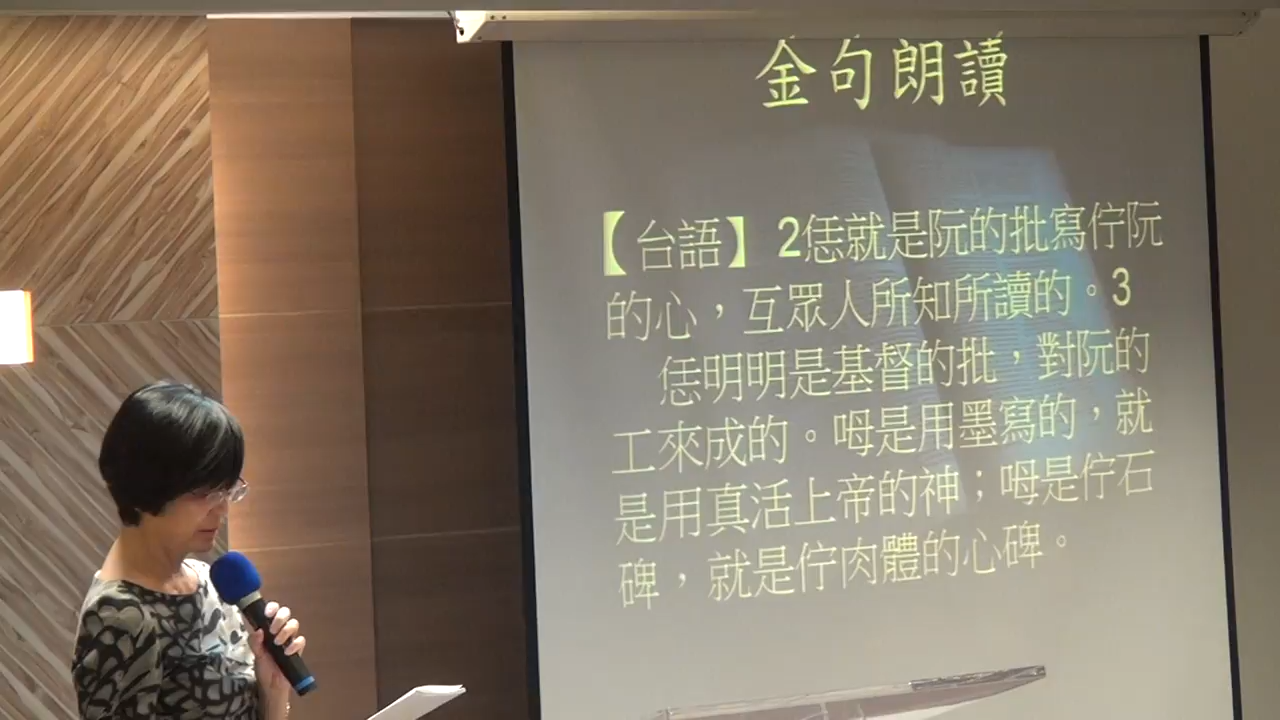 金句朗讀
【台語】 2恁就是阮的批寫佇阮
的心，互眾人所知所讀的。3
恁明明是基督的批，對阮的
工來成的。呣是用墨寫的，就
是用真活上帝的神；呣是佇石
碑，就是佇肉體的心碑。